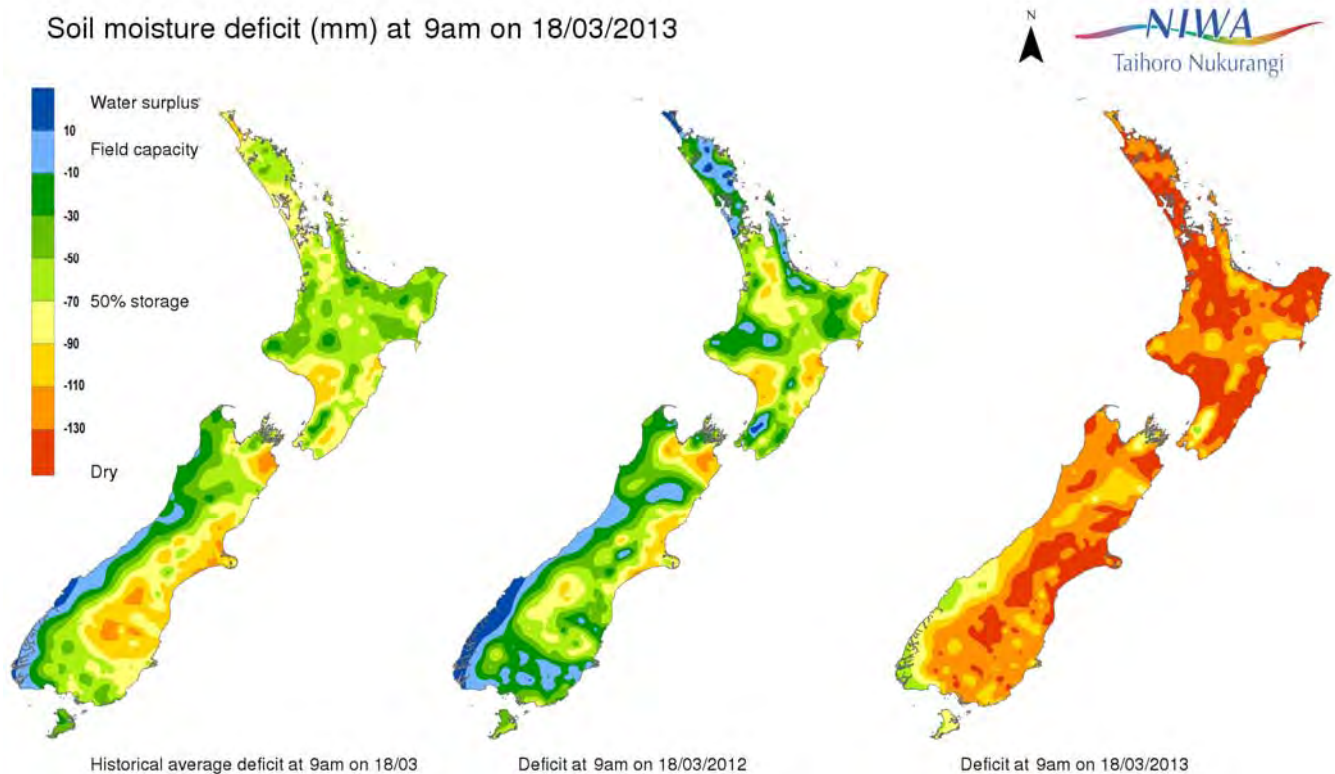 Soil moisture deficit (mm) at 9am on 18/03/2013
N
NIWA
Taihoro Nukurangi
Water surplus
10
Field capacity
-10
-30
-50
-70
50% storage
-90
-110
-130
Dry
Historical average deficit at 9am on 18/03
Deficit at 9am on 18/03/2012
Deficit at 9am on 18/03/2013